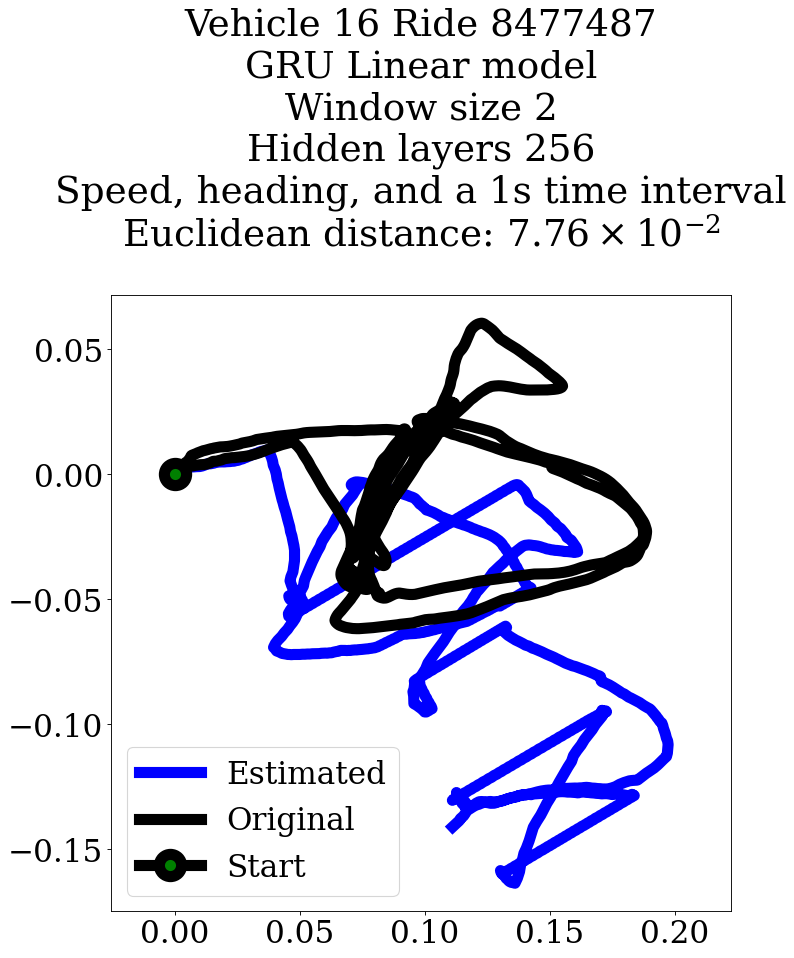 Vehicle 16 Ride 8477487
GRU Linear model
Window size 2
Hidden layers 256
Speed, heading, and a 1s time interval
Euclidean distance: 7.76 × 10⁻²
0.05
0.00
−0.05
−0.10
−0.15
Estimated
Original
Start
0.00 0.05 0.10 0.15 0.20